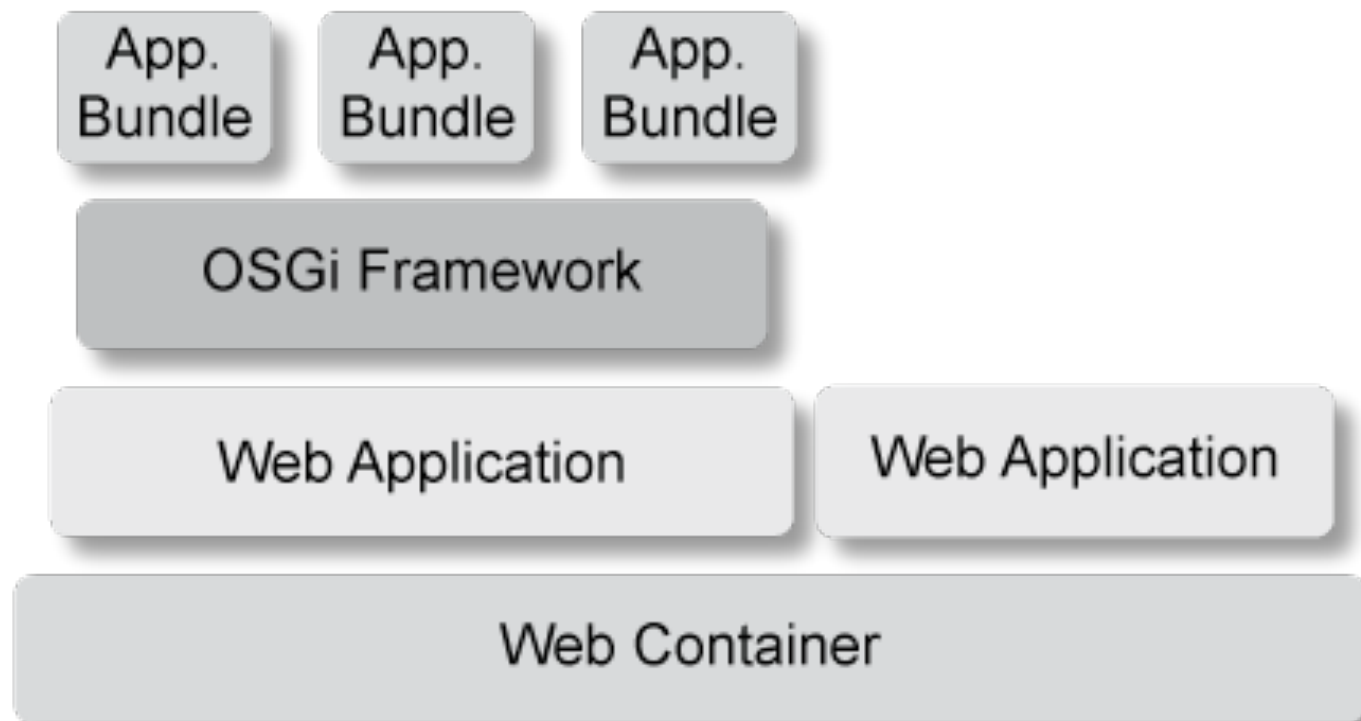 App.
Bundle
App.
Bundle
App.
Bundle
OSGi Framework
Web Application
Web Application
Web Container